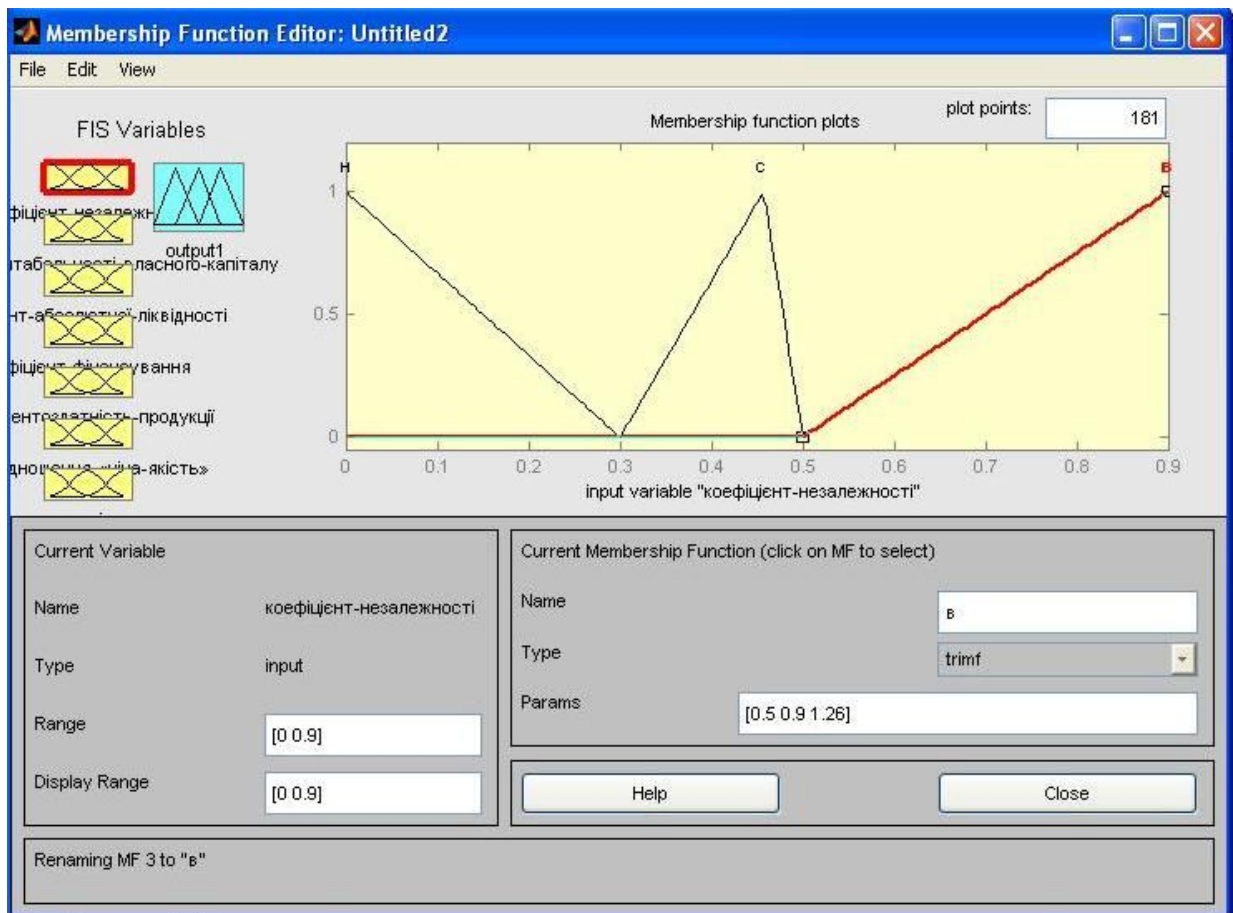 Membership Function Editor: Untitled2
File Edit View
FIS Variables
Membership function plots
plot points:
181
output1
н
с
в
1
0.5
0
0 0.1 0.2 0.3 0.4 0.5 0.6 0.7 0.8 0.9
input variable "коефіцієнт-незалежності"
власного-капіталу
ліквідності
продукції
якість»
Current Variable
Name коефіцієнт-незалежності
Type input
Range [0 0.9]
Display Range [0 0.9]
Current Membership Function (click on MF to select)
Name в
Type trimf
Params [0.5 0.9 1.26]
Help
Close
Renaming MF 3 to "в"